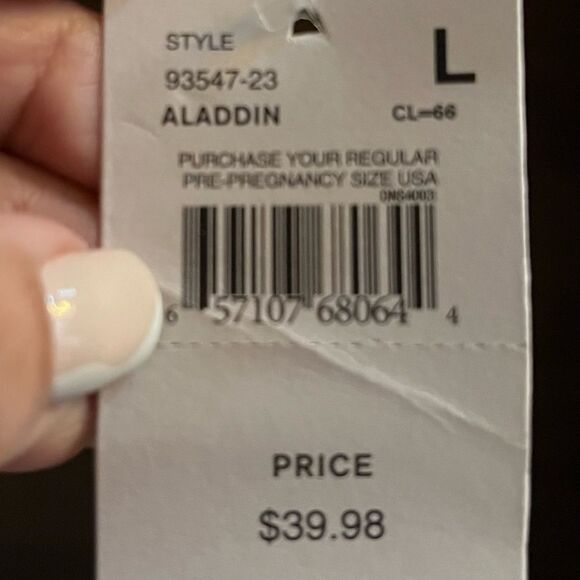 STYLE
L
93547-23
ALADDIN
CL-66
PURCHASE YOUR REGULAR
PRE-PREGNANCY SIZE USA
ONS4003
6 57107 68064 4
PRICE
$39.98